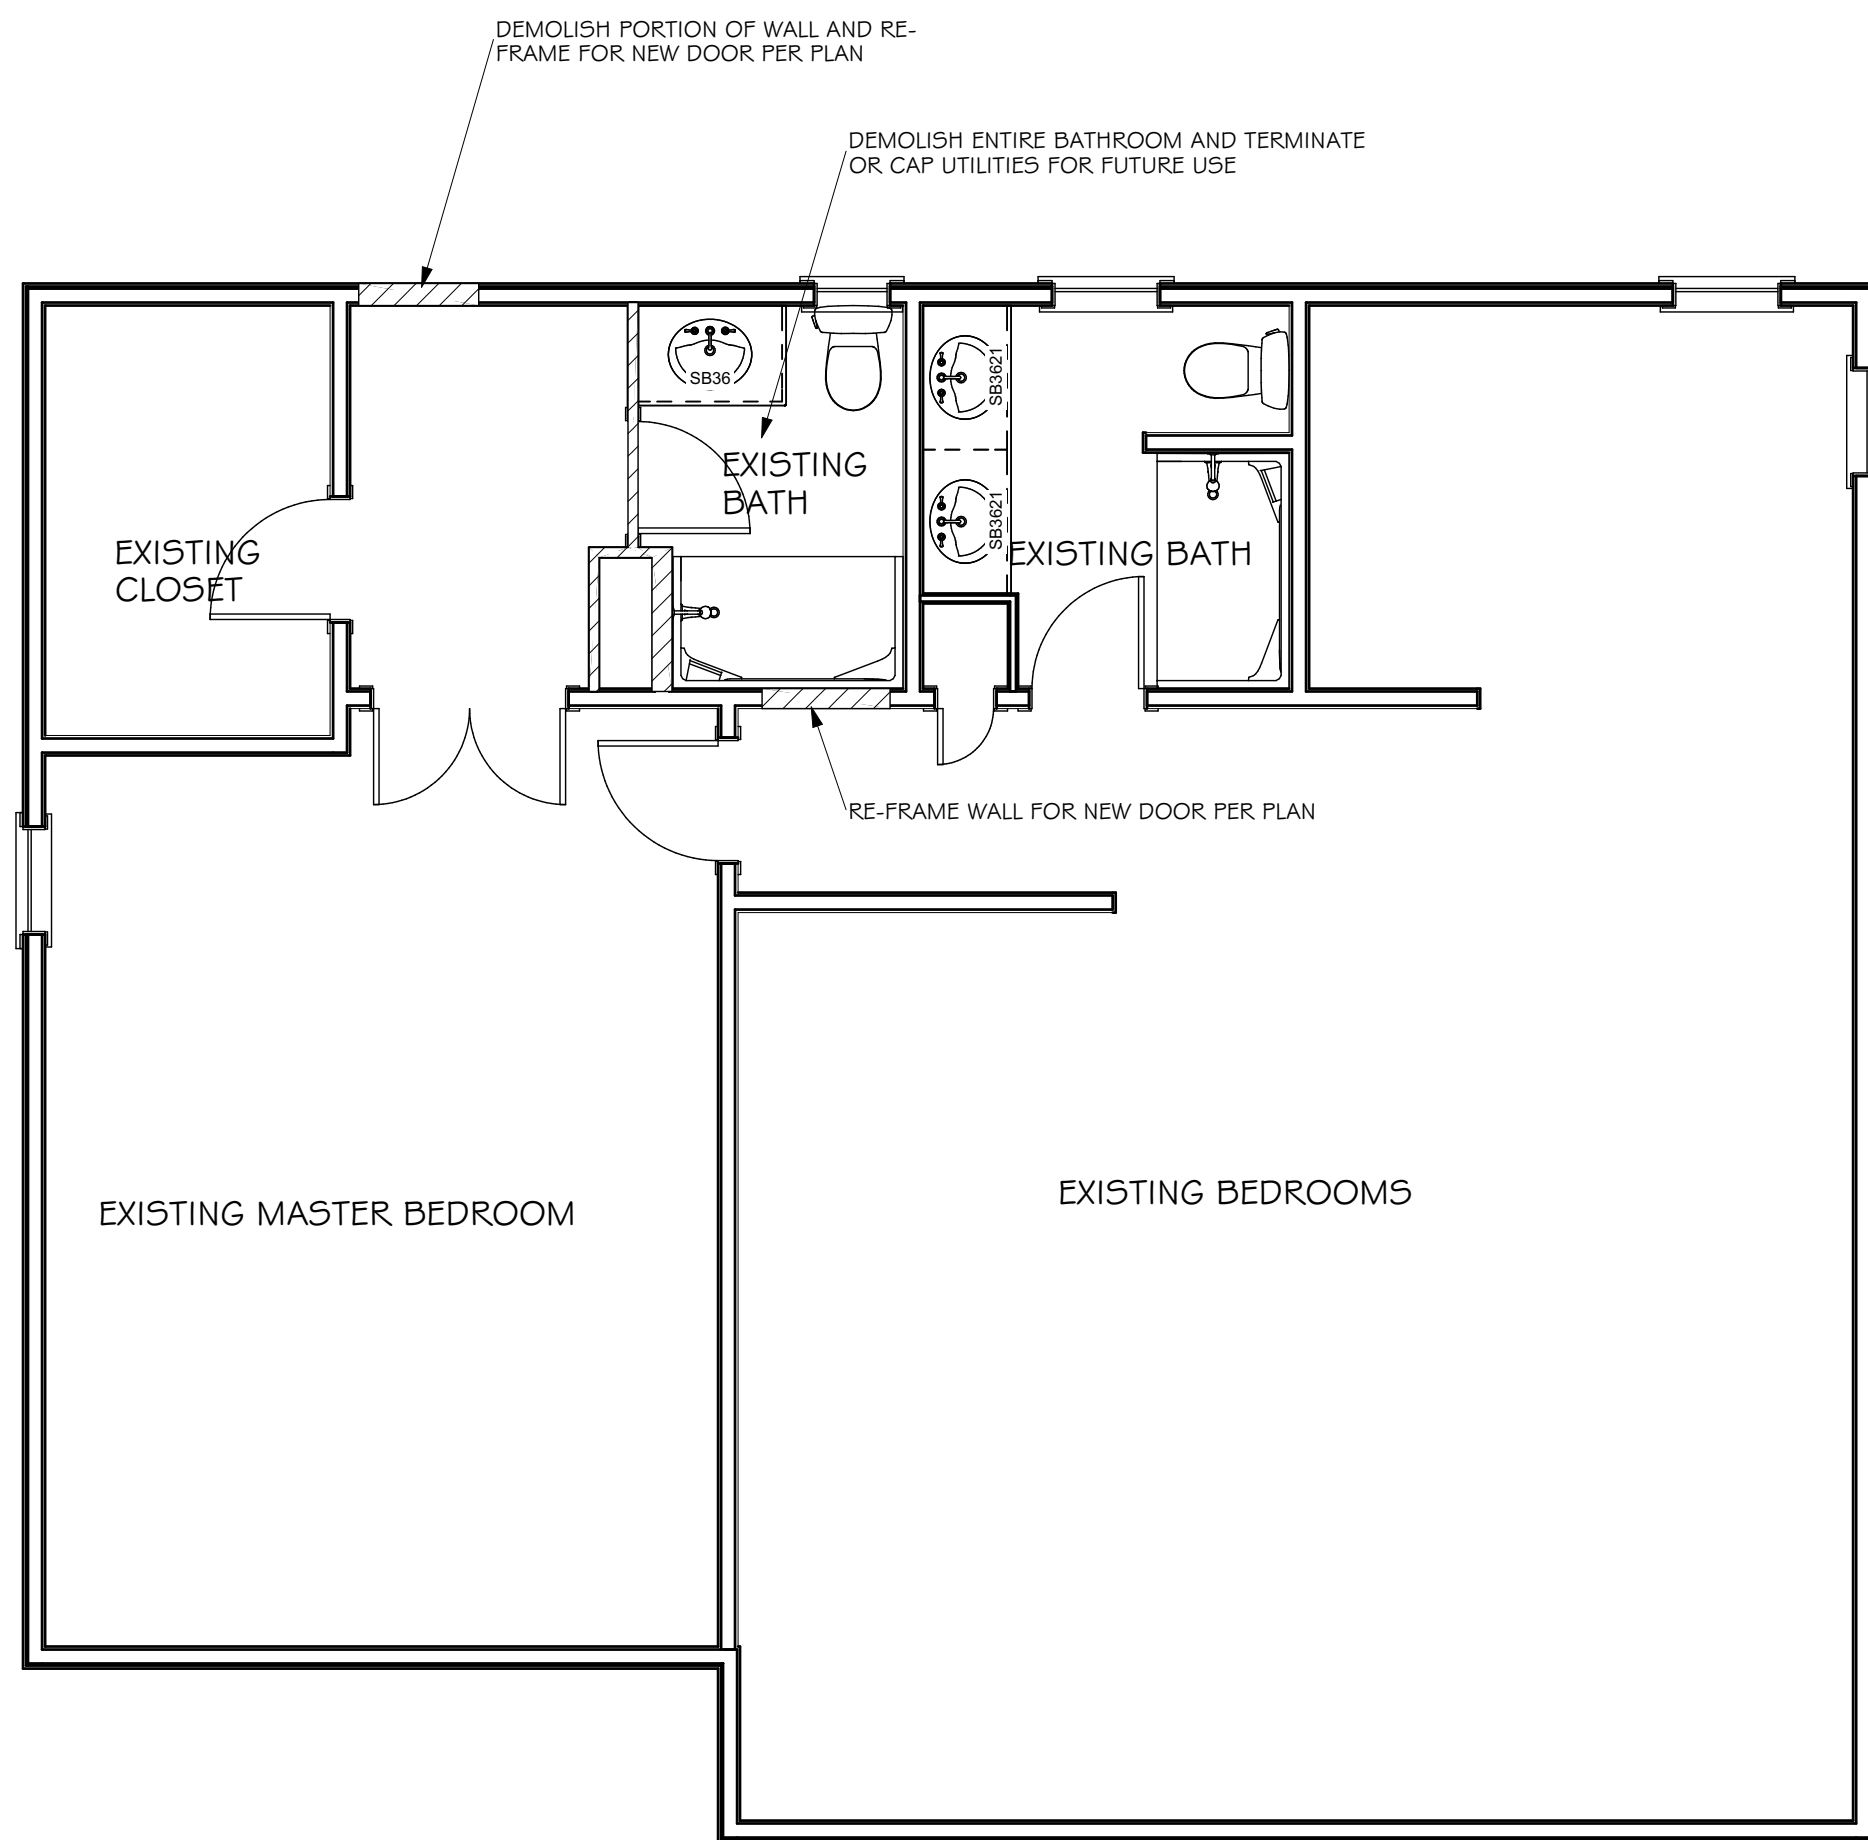 DEMOLISH PORTION OF WALL AND RE-
FRAME FOR NEW DOOR PER PLAN
DEMOLISH ENTIRE BATHROOM AND TERMINATE
OR CAP UTILITIES FOR FUTURE USE
SB36
SB3621
EXISTING
BATH
SB3621
EXISTING
CLOSET
EXISTING BATH
RE-FRAME WALL FOR NEW DOOR PER PLAN
EXISTING MASTER BEDROOM
EXISTING BEDROOMS